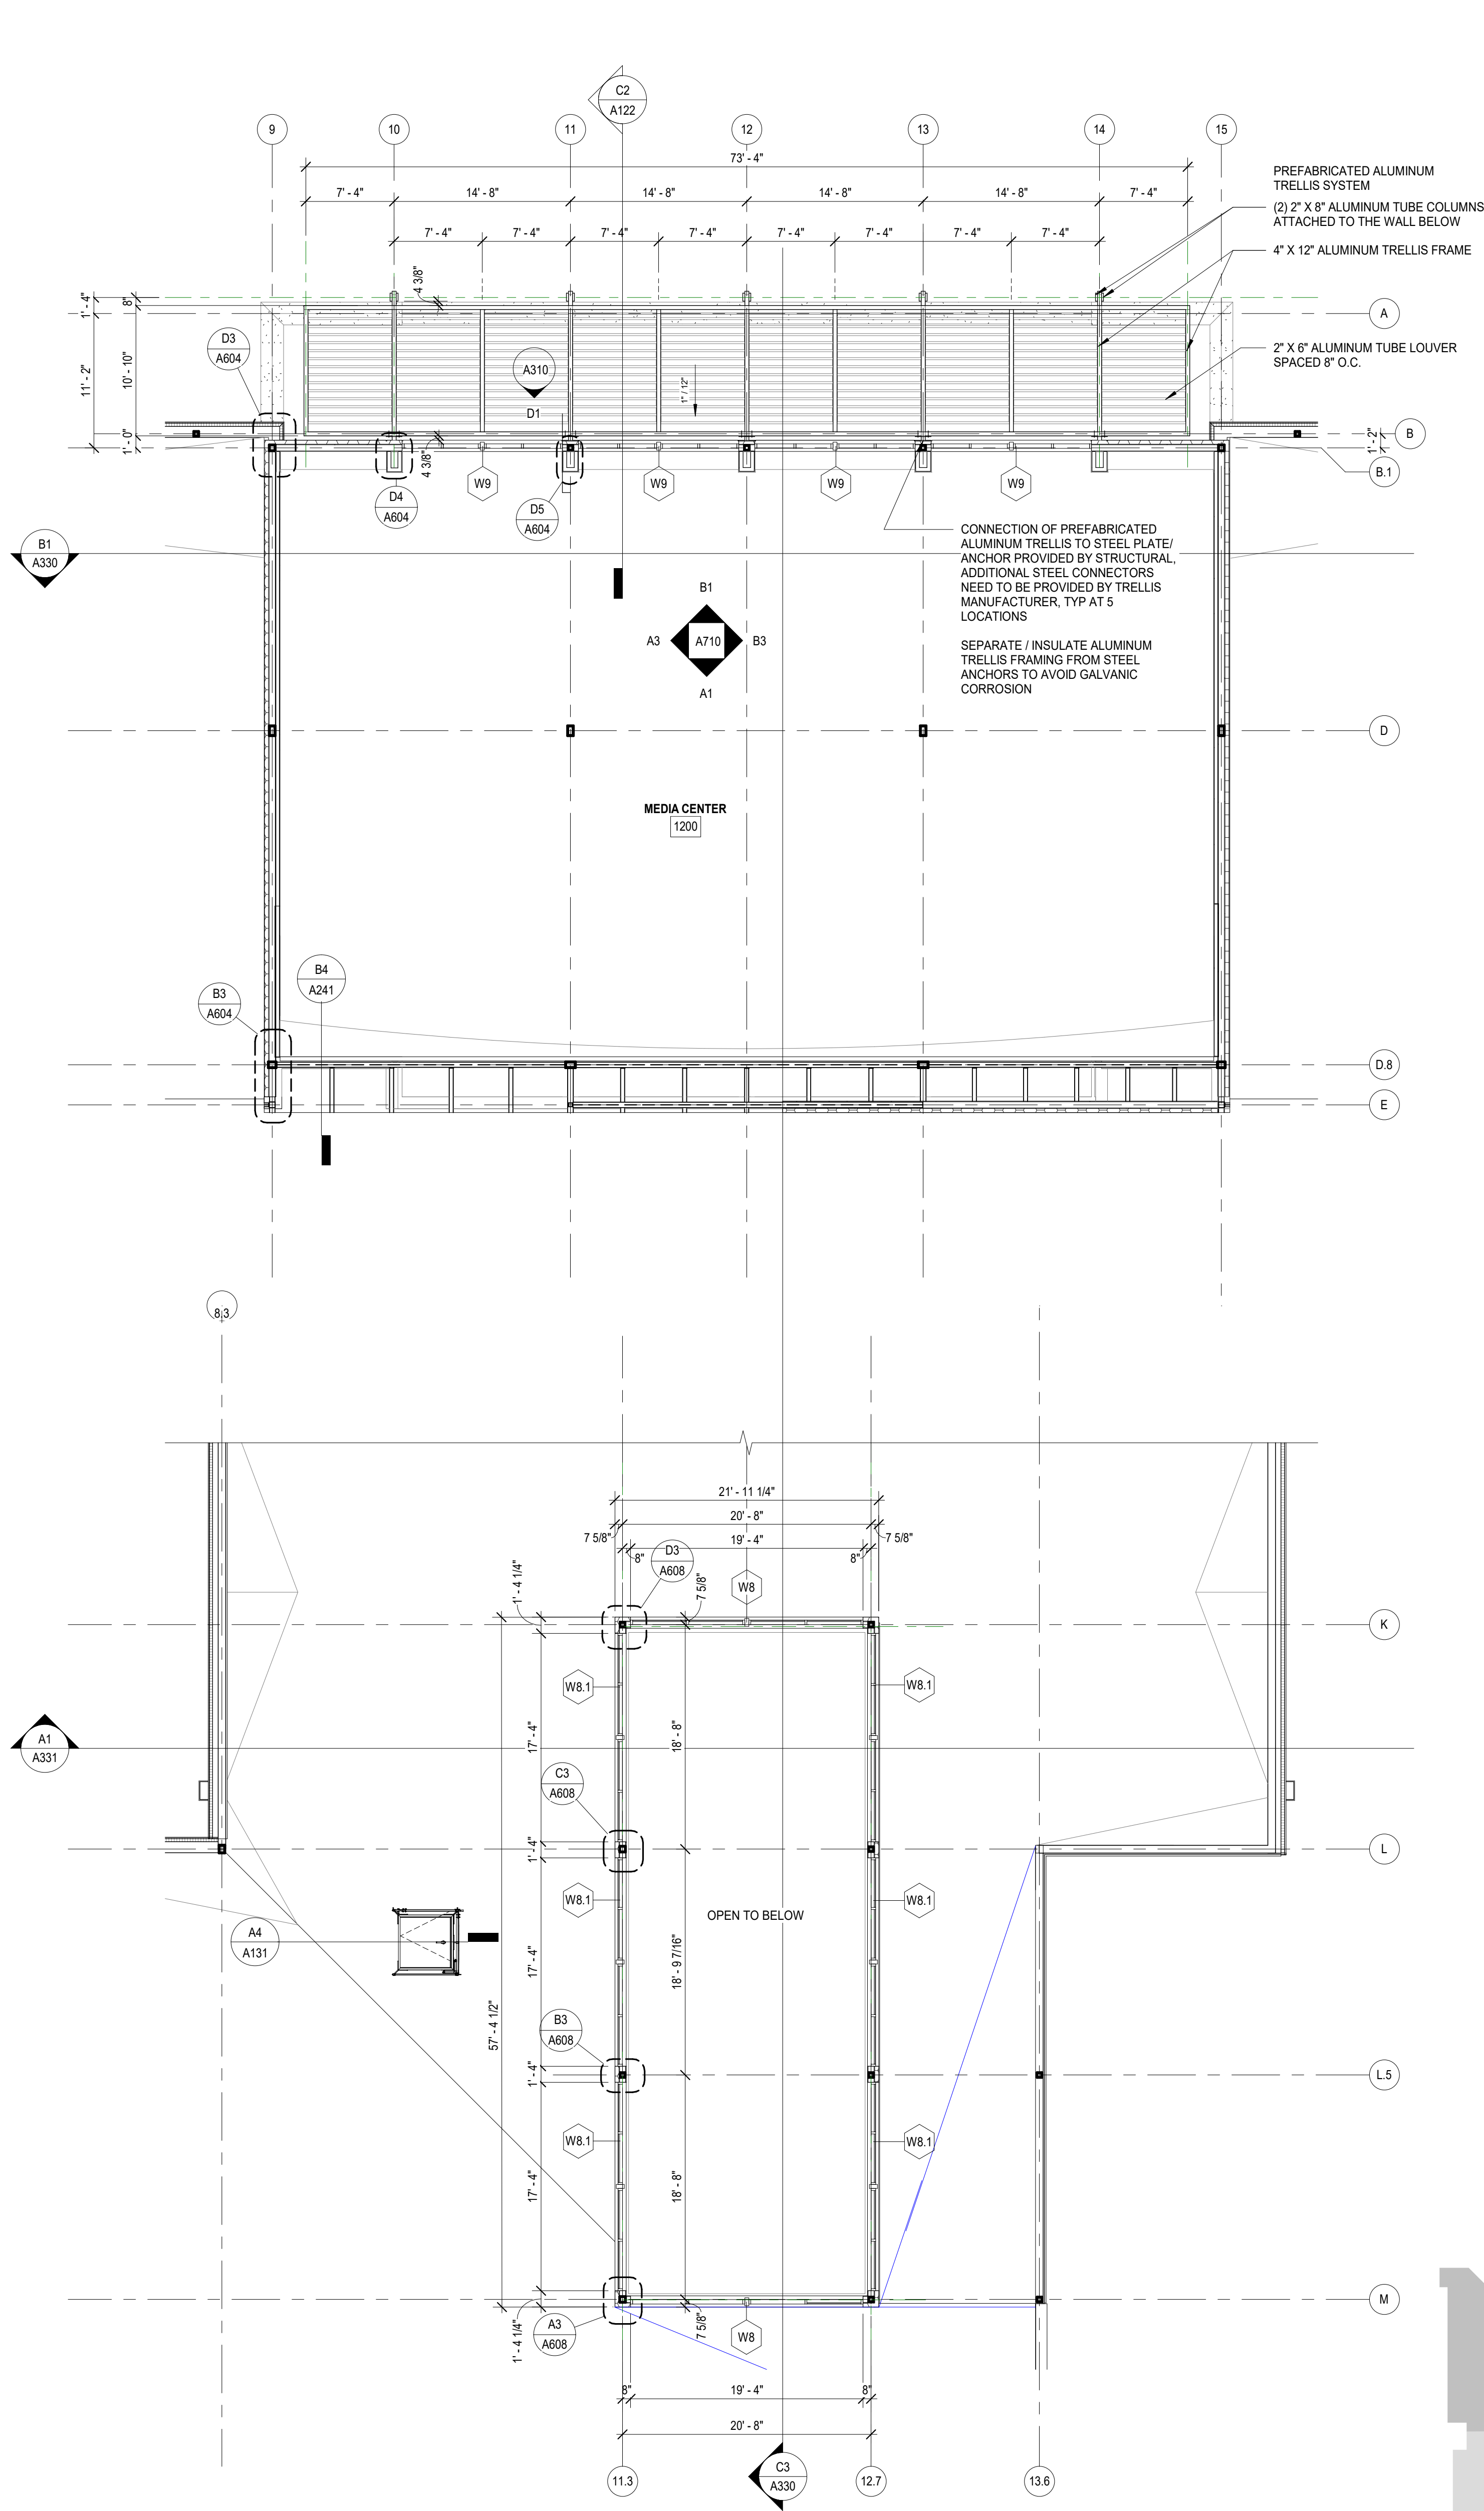 C2
A122
9
10
11
12
13
14
15
73' - 4"
7' - 4"
14' - 8"
14' - 8"
14' - 8"
14' - 8"
7' - 4"
7' - 4"
7' - 4"
7' - 4"
7' - 4"
7' - 4"
7' - 4"
7' - 4"
7' - 4"
PREFABRICATED ALUMINUM
TRELLIS SYSTEM
(2) 2" X 8" ALUMINUM TUBE COLUMNS
ATTACHED TO THE WALL BELOW
4" X 12" ALUMINUM TRELLIS FRAME
2" X 6" ALUMINUM TUBE LOUVER
SPACED 8" O.C.
4 3/8"
1' - 4"
8"
11' - 2"
10' - 10"
1' - 0"
D3
A604
A310
D1
1" / 12"
A
B
1' - 2"
B.1
4 3/8"
D4
A604
W9
D5
A604
W9
W9
W9
B1
A330
CONNECTION OF PREFABRICATED
ALUMINUM TRELLIS TO STEEL PLATE/
ANCHOR PROVIDED BY STRUCTURAL,
ADDITIONAL STEEL CONNECTORS
NEED TO BE PROVIDED BY TRELLIS
MANUFACTURER, TYP AT 5
LOCATIONS
SEPARATE / INSULATE ALUMINUM
TRELLIS FRAMING FROM STEEL
ANCHORS TO AVOID GALVANIC
CORROSION
B1
A3
A710
B3
A1
D
MEDIA CENTER
1200
B4
A241
B3
A604
D.8
E
8.3
21' - 11 1/4"
20' - 8"
7 5/8"
7 5/8"
19' - 4"
8"
8"
D3
A608
1' - 4 1/4"
7 5/8"
W8
K
W8.1
W8.1
17' - 4"
18' - 8"
A1
A331
C3
A608
1' - 4"
L
W8.1
W8.1
OPEN TO BELOW
A4
A131
17' - 4"
18' - 9 7/16"
57' - 4 1/2"
B3
A608
1' - 4"
L.5
W8.1
W8.1
17' - 4"
18' - 8"
M
A3
A608
1' - 4 1/4"
7 5/8"
W8
8"
19' - 4"
8"
20' - 8"
11.3
C3
A330
12.7
13.6